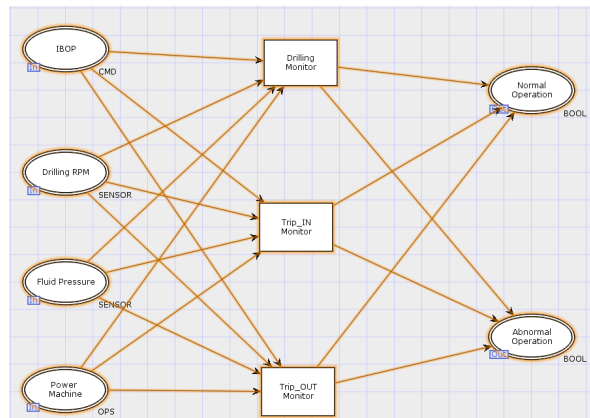 IBOP
In
CMD
Drilling
Monitor
Normal
Operation
BOOL
Drilling RPM
In
SENSOR
Trip_IN
Monitor
Fluid Pressure
In
SENSOR
Abnormal
Operation
Out
BOOL
Power
Machine
In
OPS
Trip_OUT
Monitor